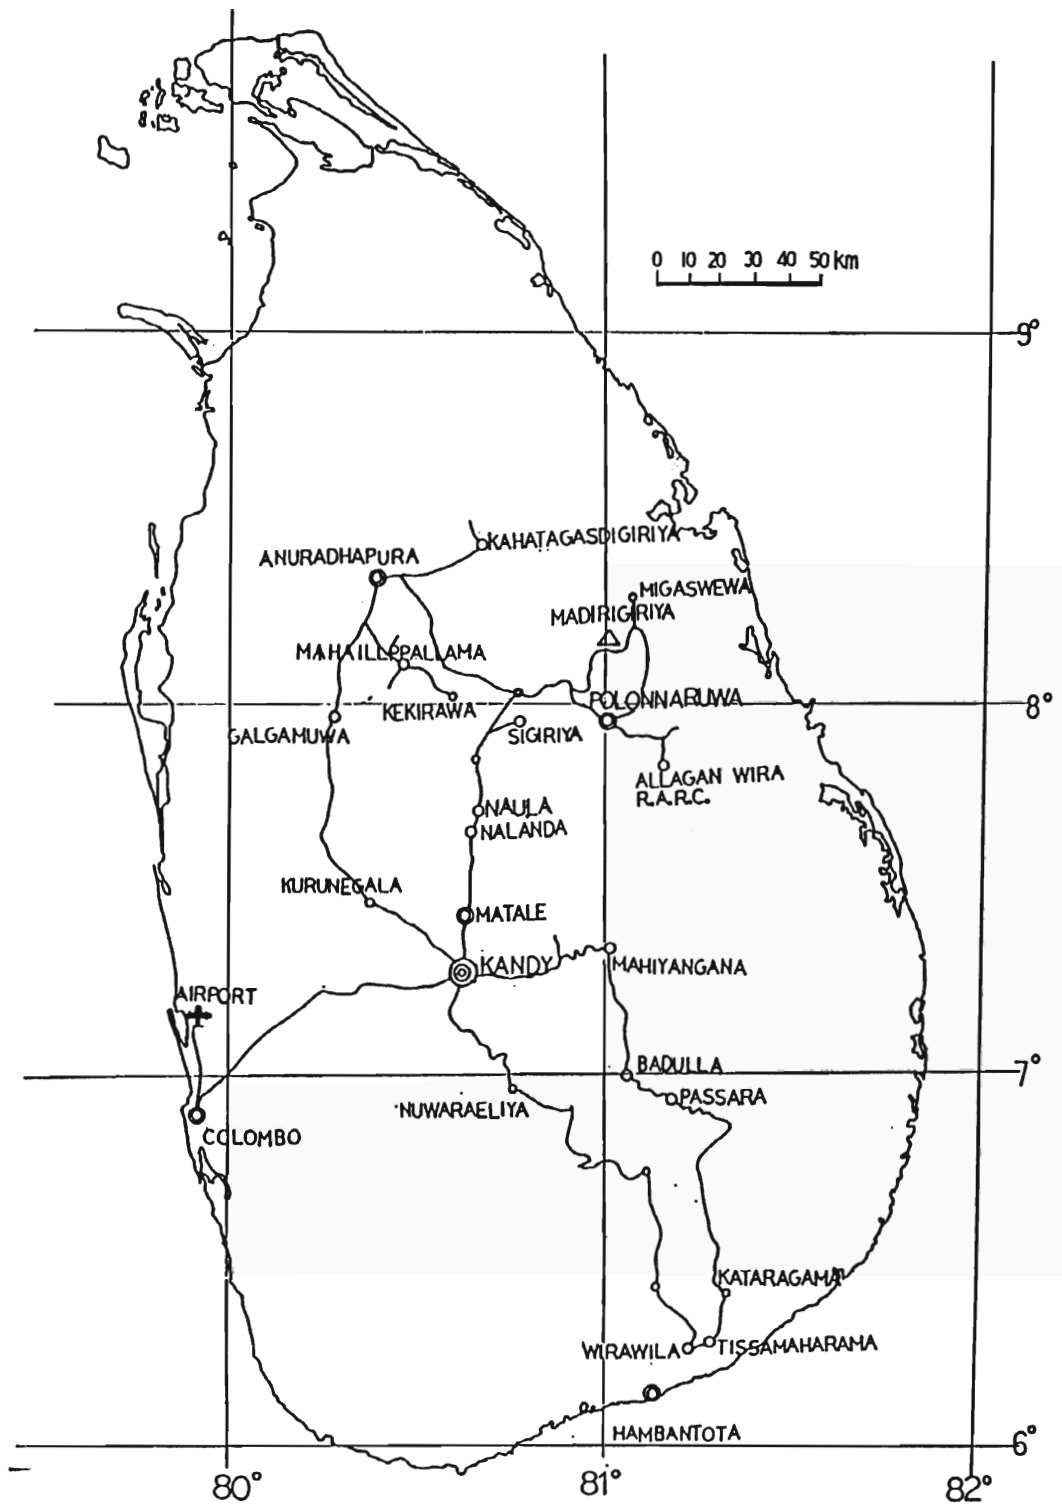 0 10 20 30 40 50 km
9°
KAHATAGASDIGIRIYA
ANURADHAPURA
MIGASWEWA
MADIRIGIRIYA
MAHAILLPPALLAMA
POLONNARUWA
8°
KEKIRAWA
GALGAMUWA
SIGIRIYA
ALLAGAN WIRA
R.A.R.C.
NAULA
NALANDA
KURUNEGALA
MATALE
KANDY
MAHIYANGANA
AIRPORT
7°
BADULLA
PASSARA
NUWARAELIYA
COLOMBO
KATARAGAMA
WIRAWILA
TISSAMAHARAMA
HAMBANTOTA
6°
80°
81°
82°